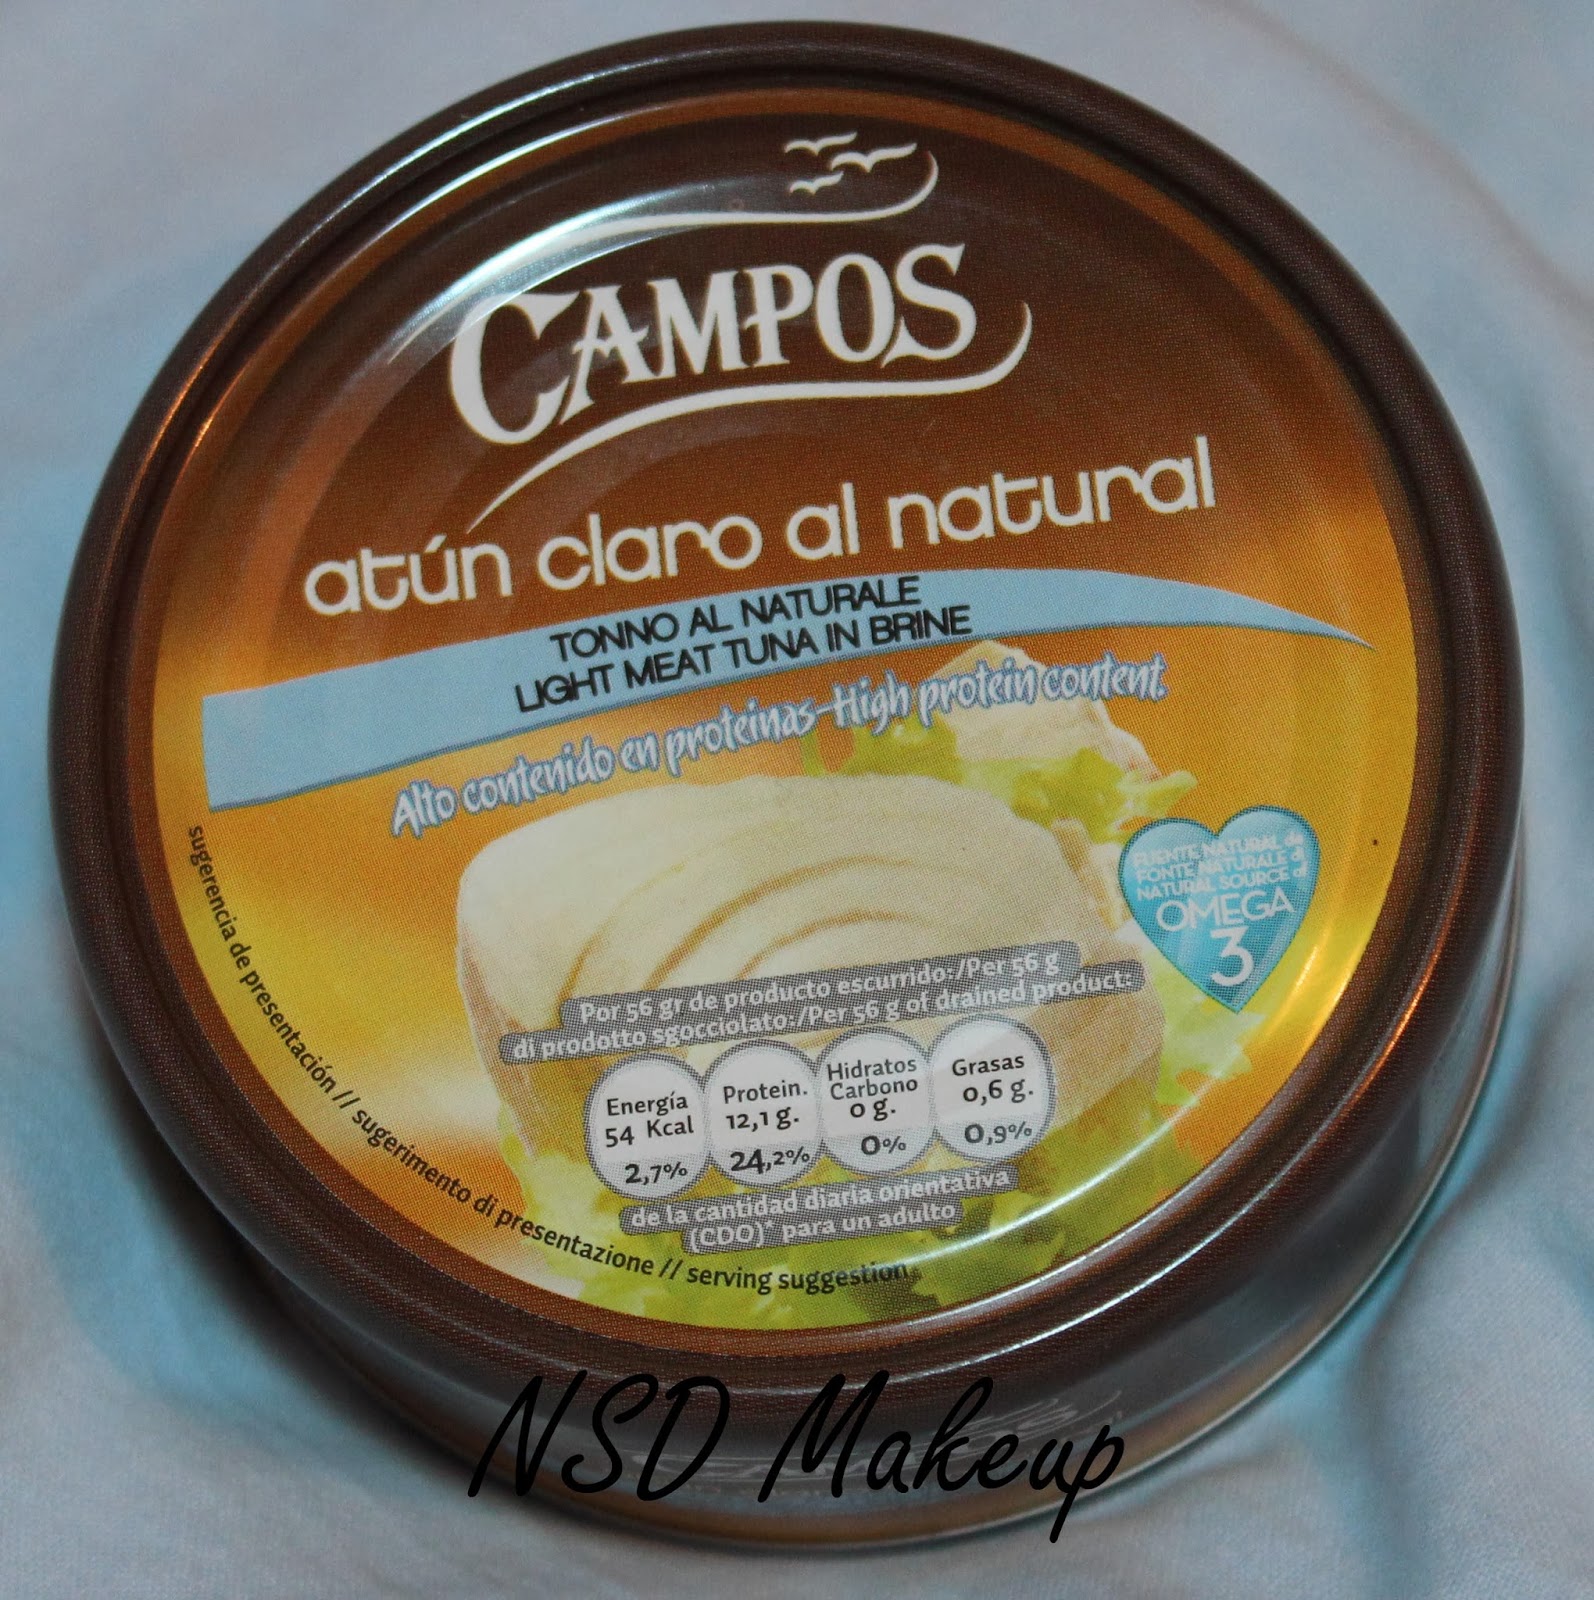 CAMPOS
atún claro al natural
TONNO AL NATURALE
LIGHT MEAT TUNA IN BRINE
Alto contenido en proteinas-High protein content.
FUENTE NATURAL de
FONTE NATURALE di
NATURAL SOURCE of
OMEGA
3
Por 56 gr de producto escurrido:/Per 56 g
di prodotto sgocciolato:/Per 56 g of drained product:
Energía
54 Kcal
2,7%
Protein.
12,1 g.
24,2%
Hidratos
Carbono
0 g.
0%
Grasas
0,6 g.
0,9%
de la cantidad diaria orientativa
(CDO)* para un adulto
sugerencia de presentación // sugerimento di presentazione // serving suggestion.
NSD Makeup